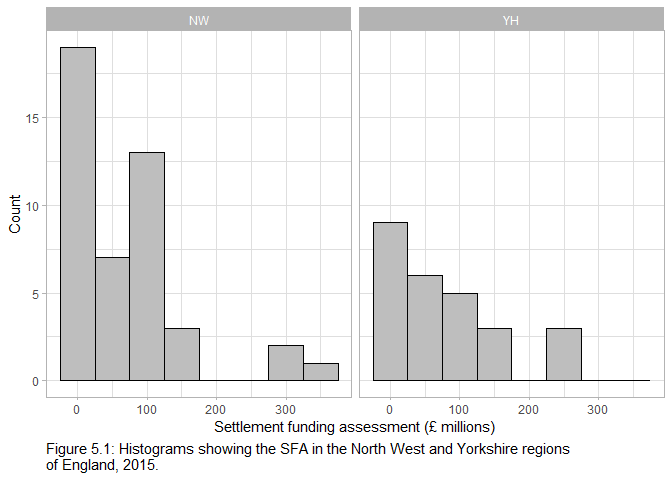 NW YH
Count
15
10
5
0
0 100 200 300 0 100 200 300
Settlement funding assessment (£ millions)
Figure 5.1: Histograms showing the SFA in the North West and Yorkshire regions
of England, 2015.